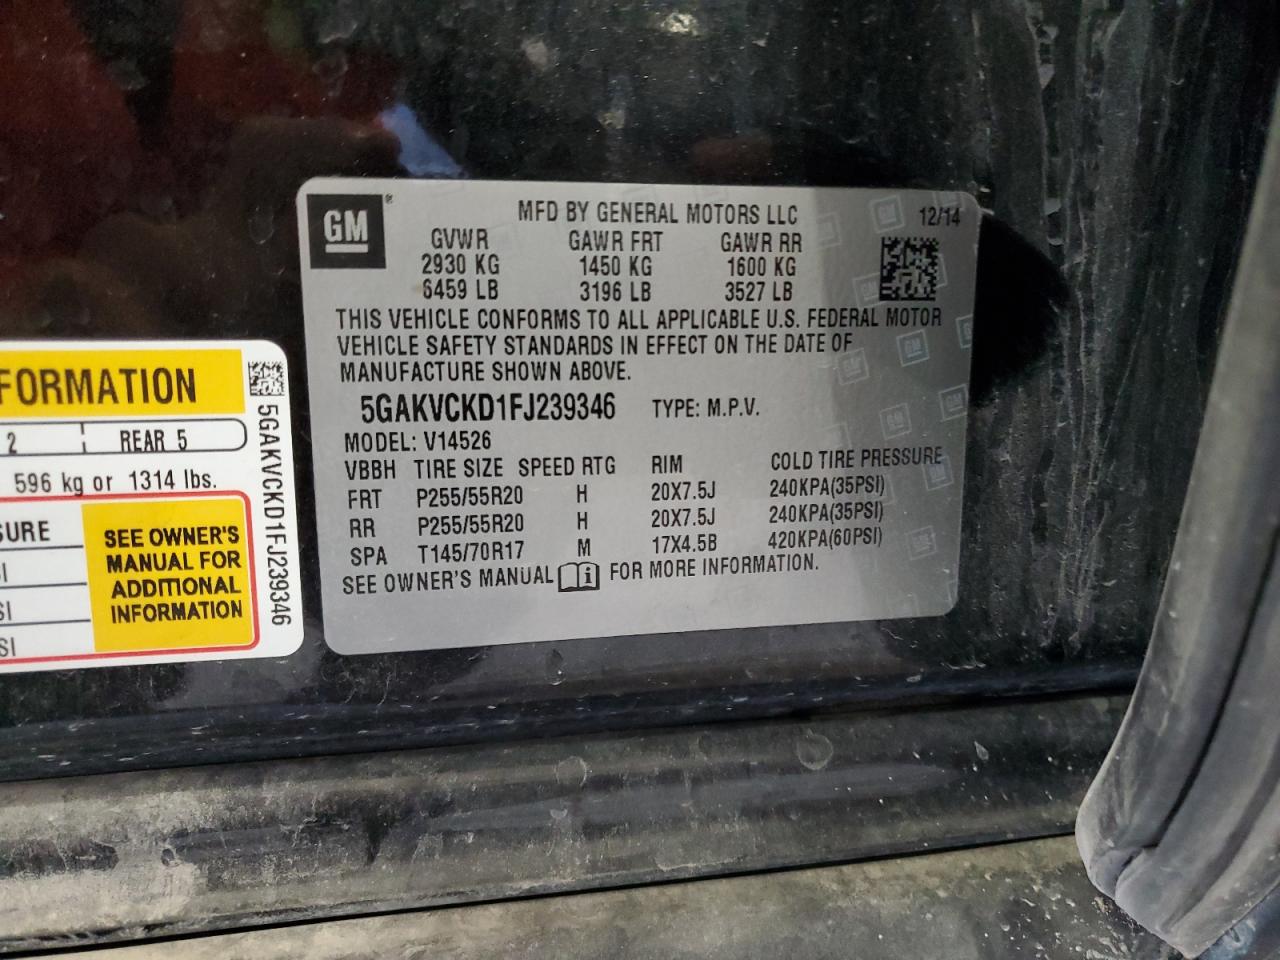 GM
®
MFD BY GENERAL MOTORS LLC
12/14
GVWR GAWR FRT GAWR RR
2930 KG 1450 KG 1600 KG
6459 LB 3196 LB 3527 LB
THIS VEHICLE CONFORMS TO ALL APPLICABLE U.S. FEDERAL MOTOR
VEHICLE SAFETY STANDARDS IN EFFECT ON THE DATE OF
MANUFACTURE SHOWN ABOVE.
5GAKVCKD1FJ239346 TYPE: M.P.V.
MODEL: V14526
VBBH TIRE SIZE SPEED RTG RIM COLD TIRE PRESSURE
FRT P255/55R20 H 20X7.5J 240KPA(35PSI)
RR P255/55R20 H 20X7.5J 240KPA(35PSI)
SPA T145/70R17 M 17X4.5B 420KPA(60PSI)
SEE OWNER'S MANUAL FOR MORE INFORMATION.
FORMATION
2 REAR 5
596 kg or 1314 lbs.
SURE
SI
SI
SI
SEE OWNER'S
MANUAL FOR
ADDITIONAL
INFORMATION
5GAKVCKD1FJ239346